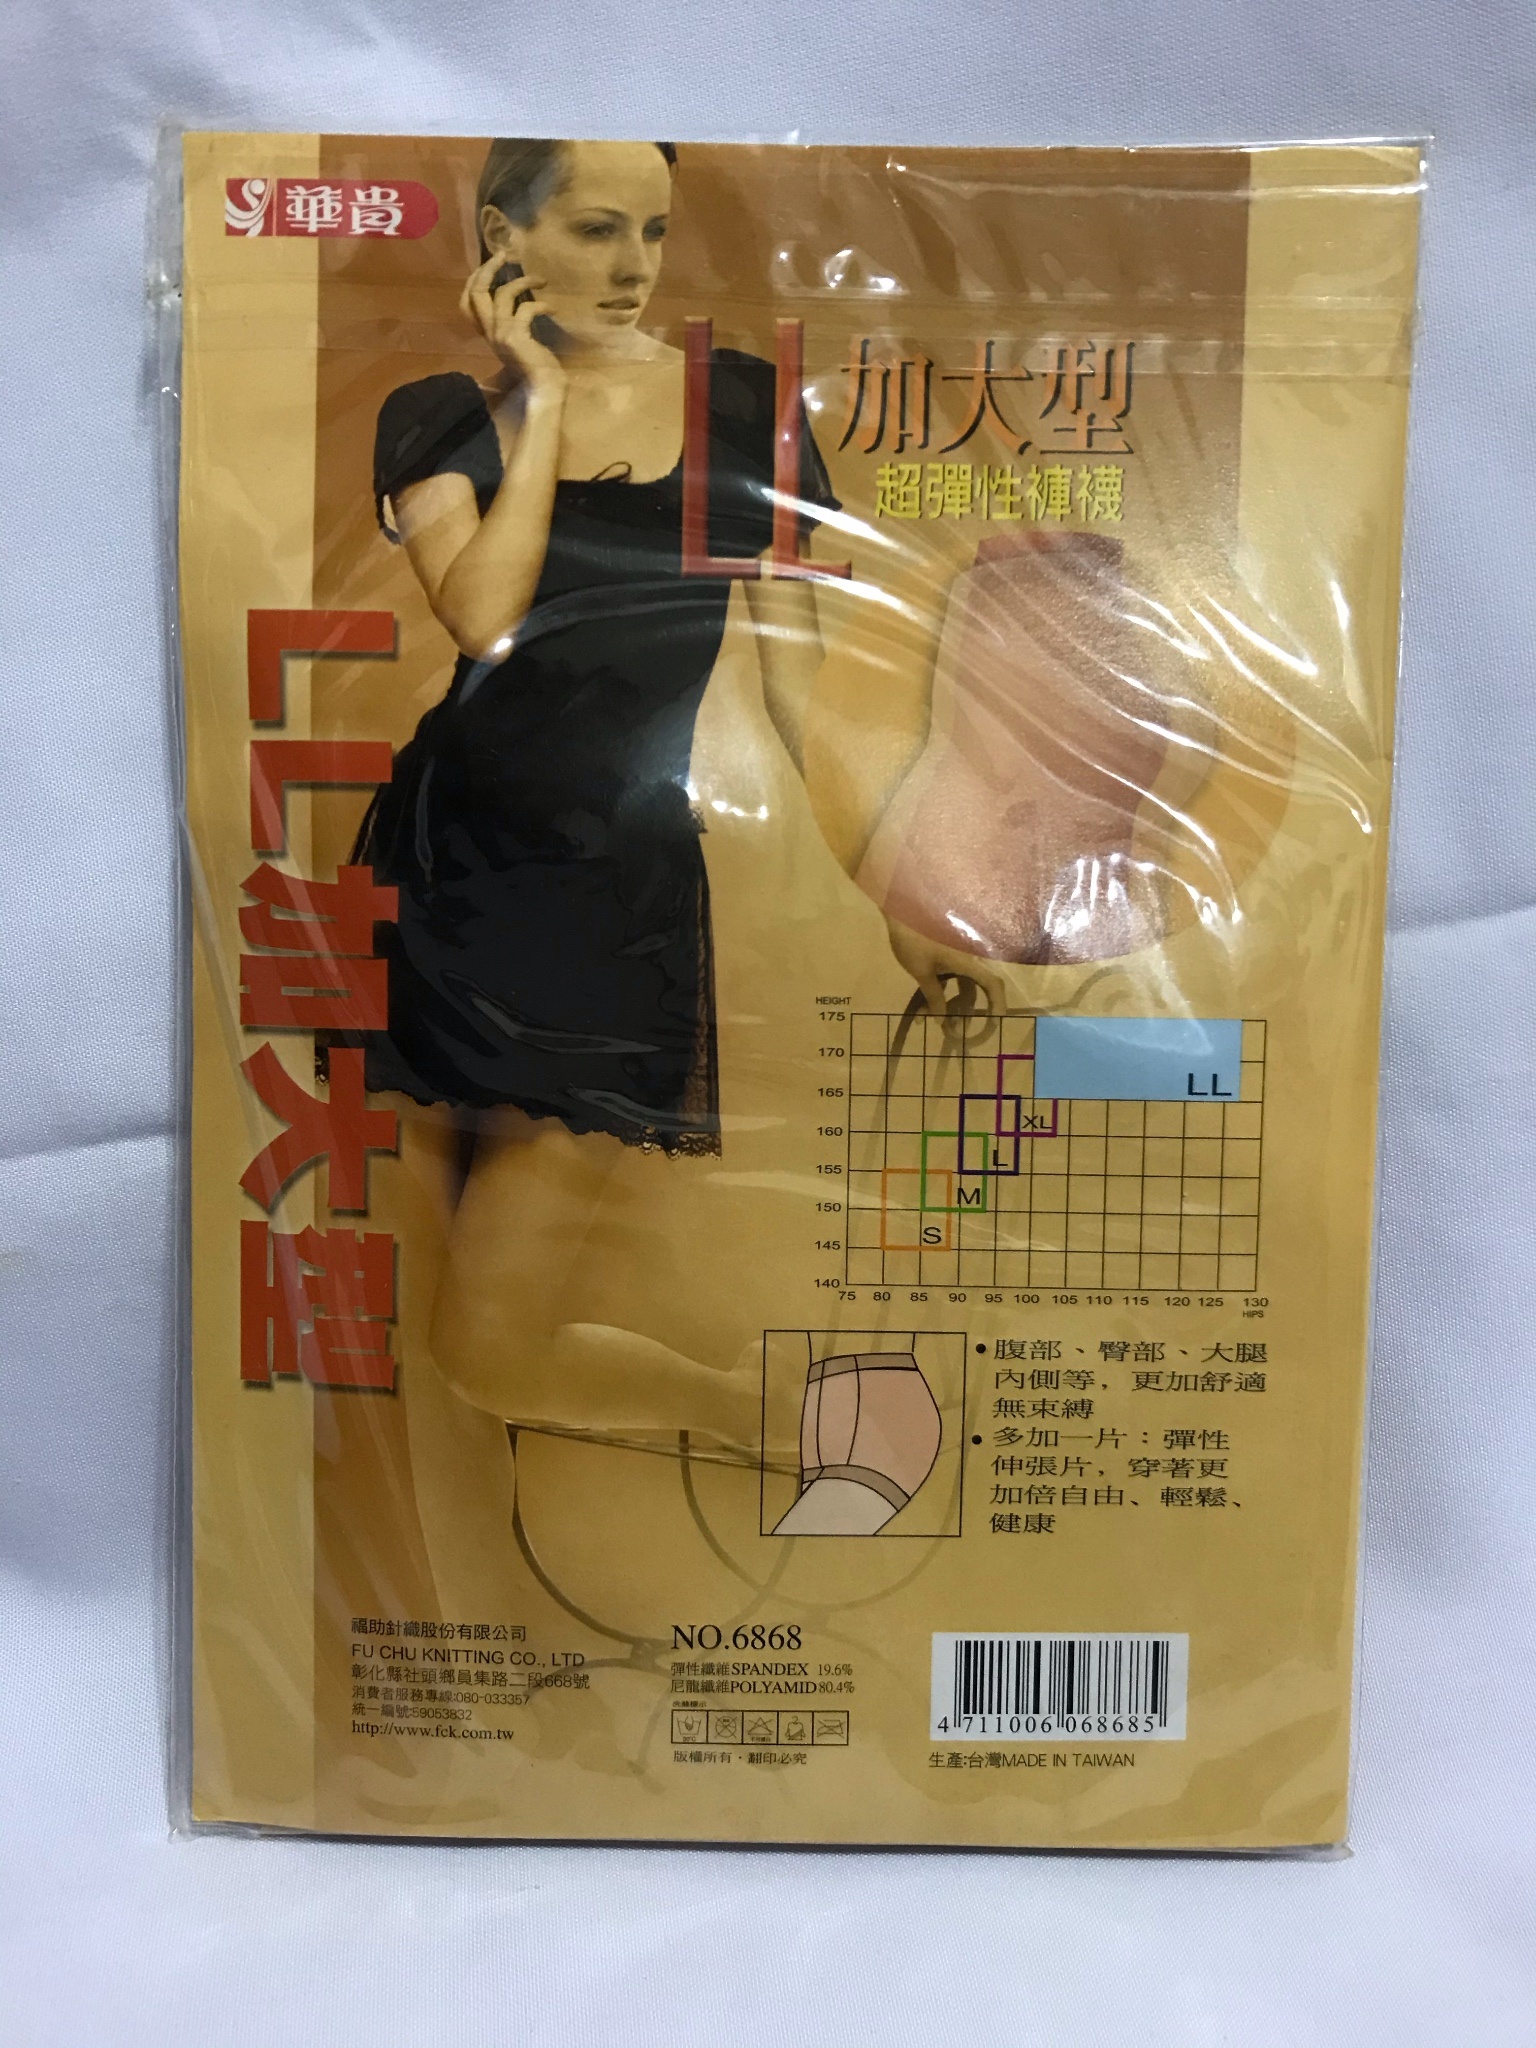 華貴
LL加大型
超彈性褲襪
LL加大型
HEIGHT
175
170
165
160
155
150
145
140
LL
XL
L
M
S
75 80 85 90 95 100 105 110 115 120 125 130
HIPS
•腹部、臀部、大腿
內側等，更加舒適
無束縛
•多加一片：彈性
伸張片，穿著更
加倍自由、輕鬆、
健康
福助針織股份有限公司
FU CHU KNITTING CO., LTD
彰化縣社頭鄉員集路二段668號
消費者服務專線:080-033357
統一編號:59053832
http://www.fck.com.tw
NO.6868
彈性纖維SPANDEX 19.6%
尼龍纖維POLYAMID 80.4%
洗滌標示
30°C
版權所有·翻印必究
4 711006 068685
生產:台灣MADE IN TAIWAN